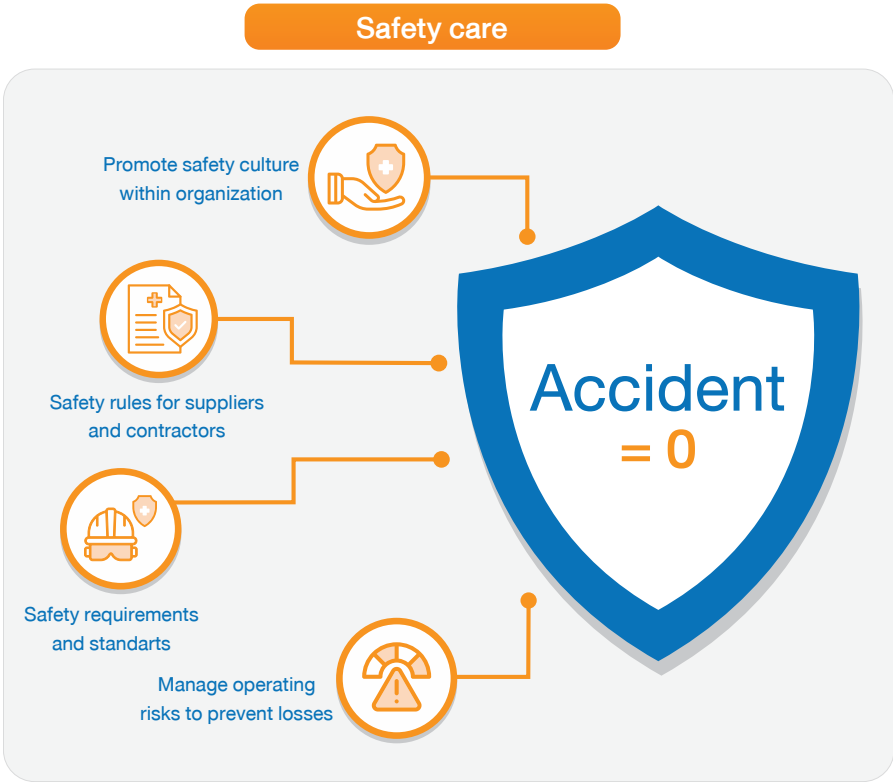 Safety care
Promote safety culture
within organization
Safety rules for suppliers
and contractors
Safety requirements
and standarts
Manage operating
risks to prevent losses
Accident
= 0